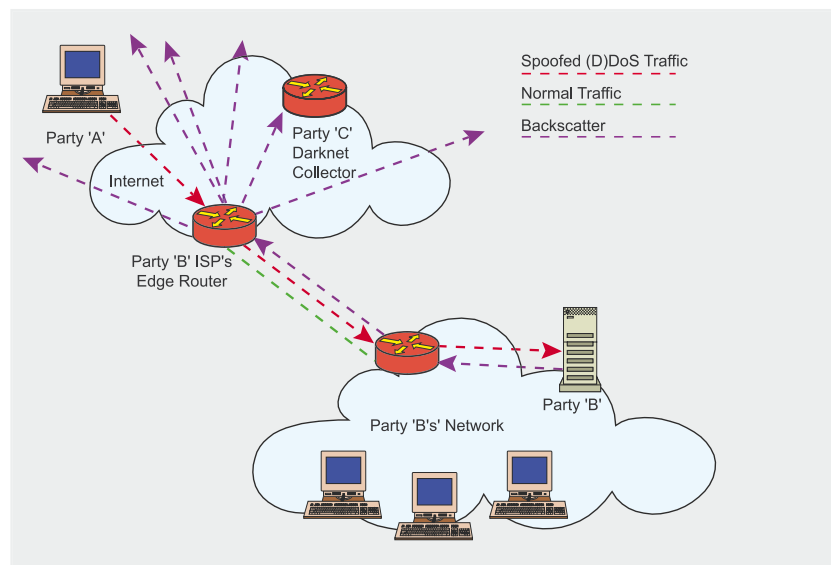 Spoofed (D)DoS Traffic
Normal Traffic
Backscatter
Party 'A'
Party 'C'
Darknet
Collector
Internet
Party 'B' ISP's
Edge Router
Party 'B'
Party 'B's' Network